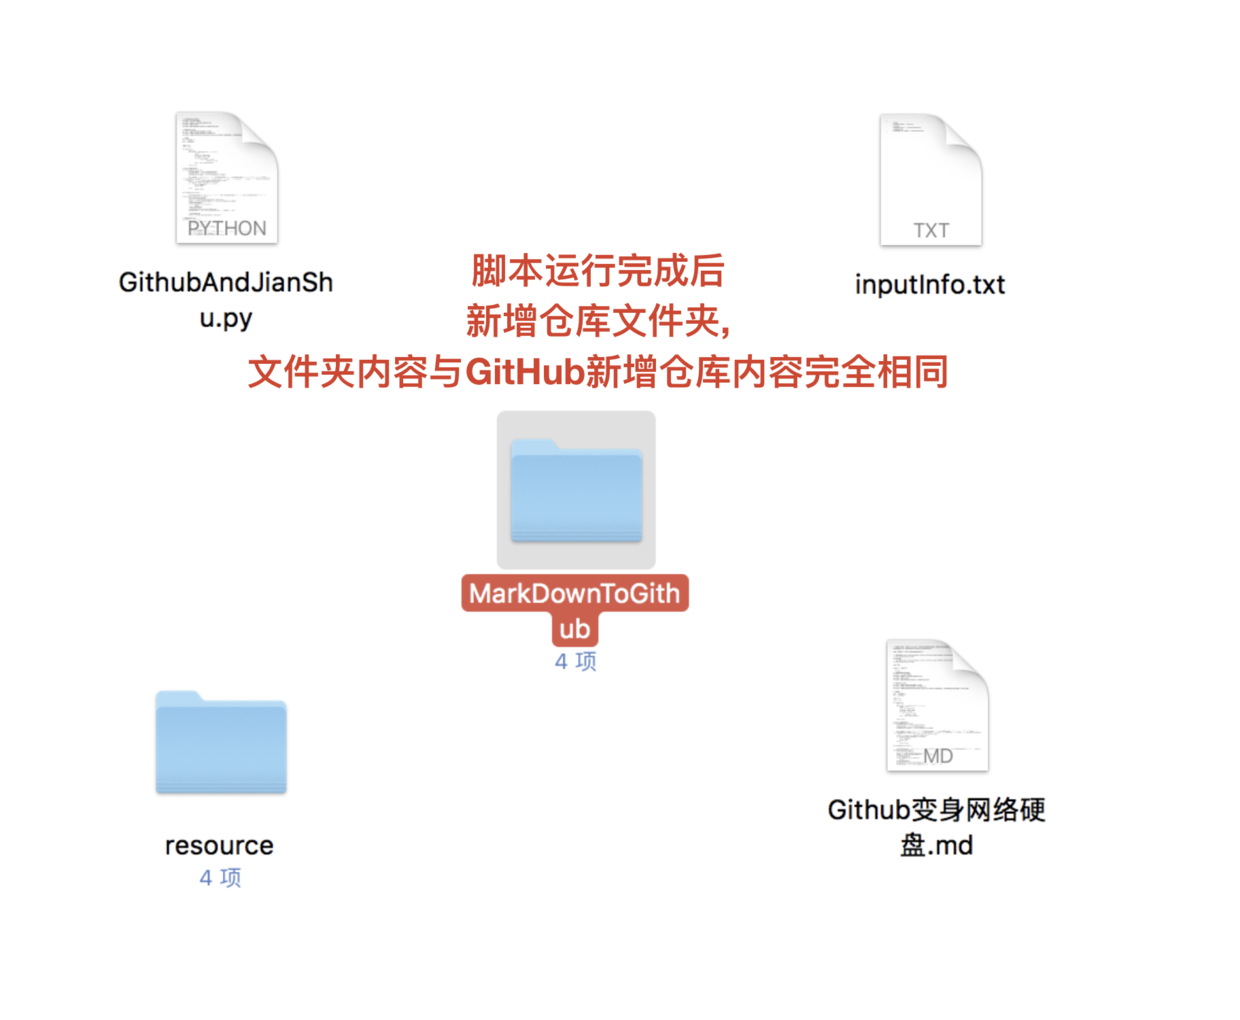 PYTHON
GithubAndJianSh
u.py
TXT
inputInfo.txt
脚本运行完成后
新增仓库文件夹,
文件夹内容与GitHub新增仓库内容完全相同
MarkDownToGith
ub
4 项
resource
4 项
MD
Github变身网络硬
盘.md